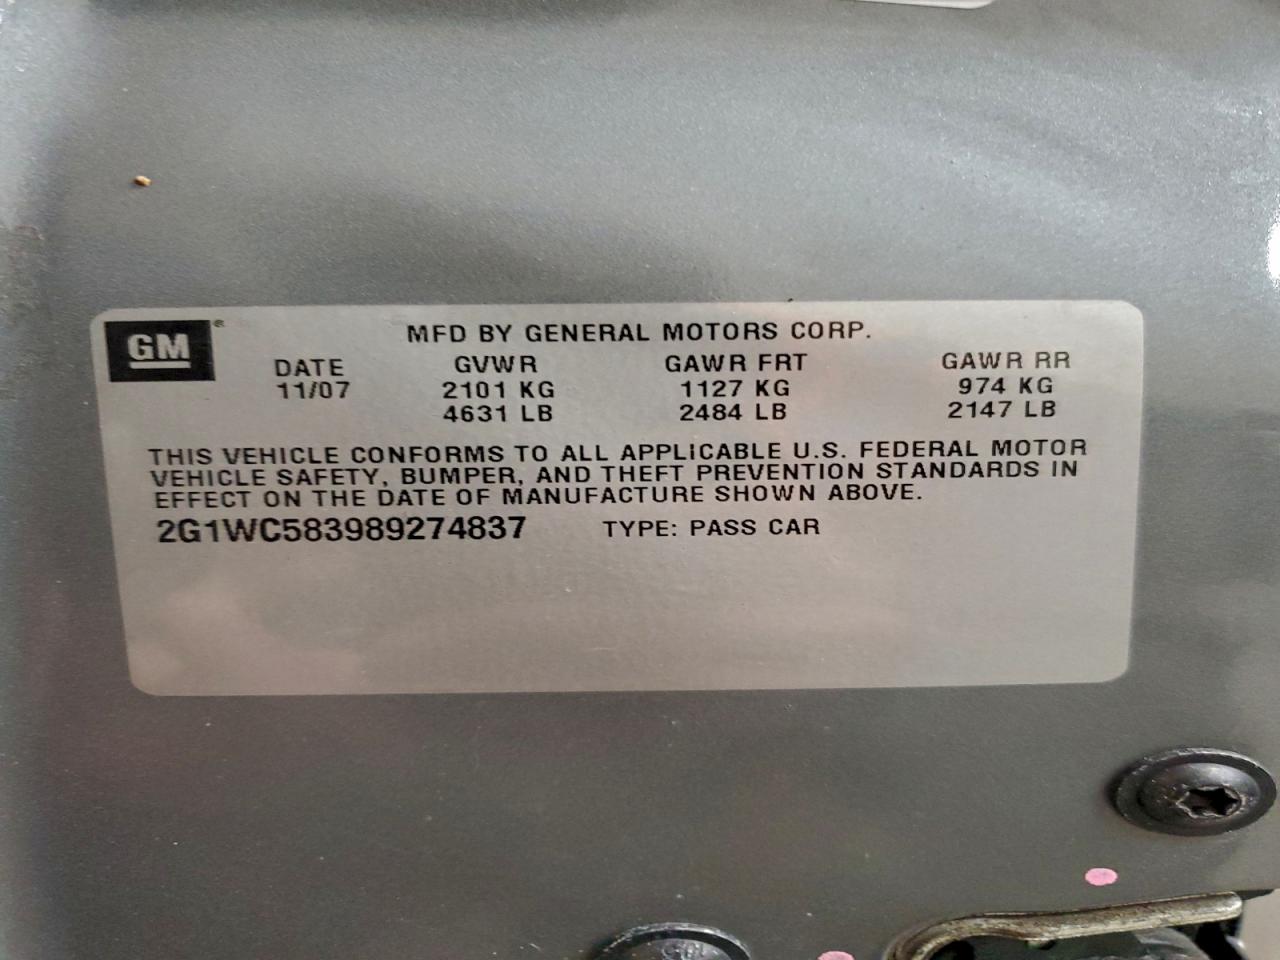 GM®
MFD BY GENERAL MOTORS CORP.
DATE GVWR GAWR FRT GAWR RR
11/07 2101 KG 1127 KG 974 KG
4631 LB 2484 LB 2147 LB
THIS VEHICLE CONFORMS TO ALL APPLICABLE U.S. FEDERAL MOTOR
VEHICLE SAFETY, BUMPER, AND THEFT PREVENTION STANDARDS IN
EFFECT ON THE DATE OF MANUFACTURE SHOWN ABOVE.
2G1WC583989274837 TYPE: PASS CAR